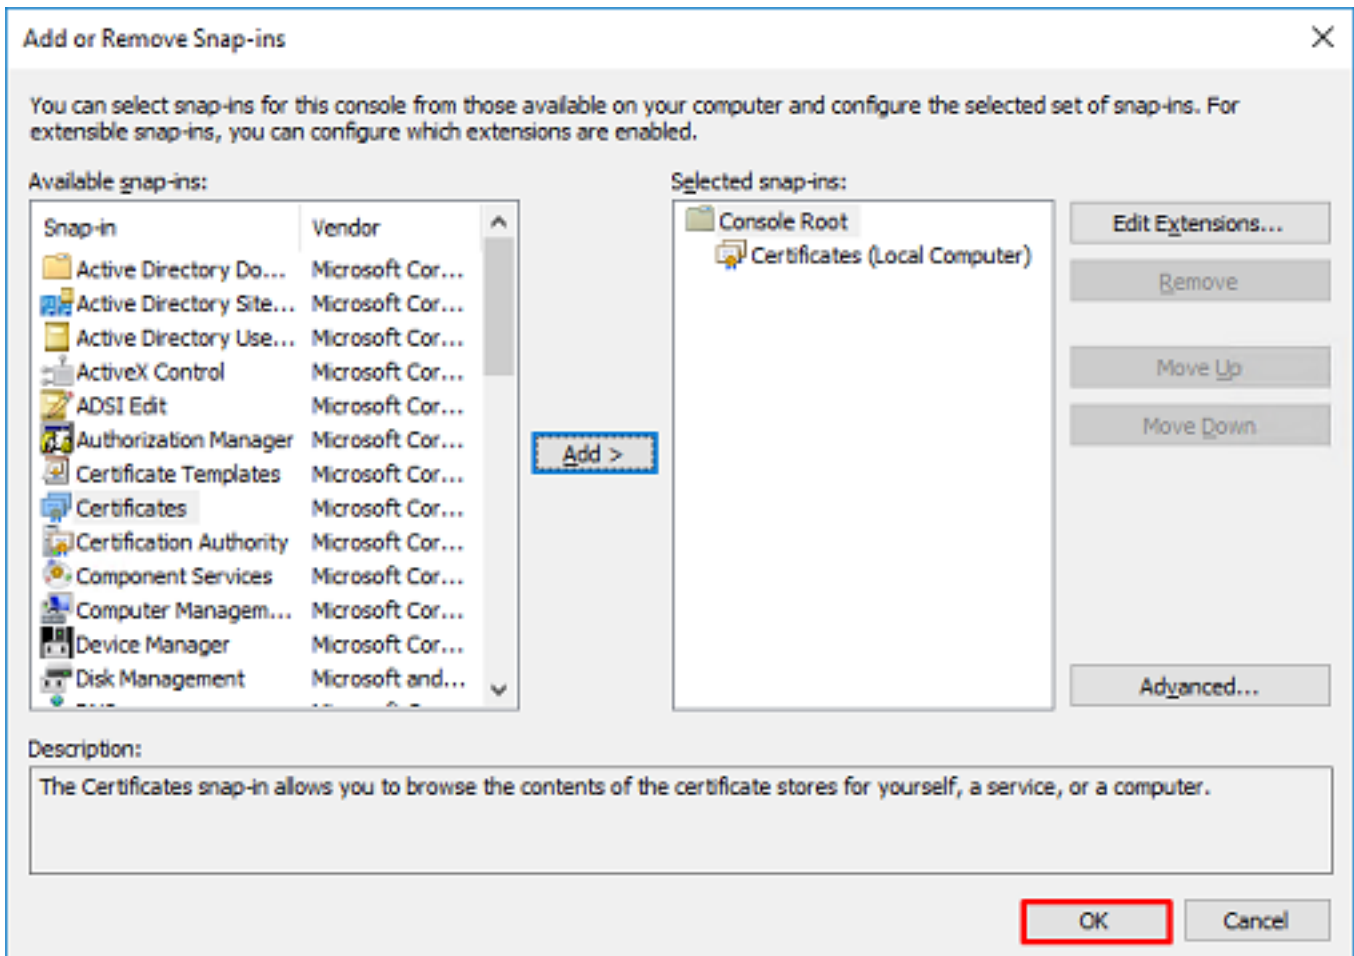 Add or Remove Snap-ins
You can select snap-ins for this console from those available on your computer and configure the selected set of snap-ins. For
extensible snap-ins, you can configure which extensions are enabled.
Available snap-ins:
Snap-in Vendor
Active Directory Do... Microsoft Cor...
Active Directory Site... Microsoft Cor...
Active Directory Use... Microsoft Cor...
ActiveX Control Microsoft Cor...
ADSI Edit Microsoft Cor...
Authorization Manager Microsoft Cor...
Certificate Templates Microsoft Cor...
Certificates Microsoft Cor...
Certification Authority Microsoft Cor...
Component Services Microsoft Cor...
Computer Managem... Microsoft Cor...
Device Manager Microsoft Cor...
Disk Management Microsoft and...
Add >
Selected snap-ins:
Console Root
Certificates (Local Computer)
Edit Extensions...
Remove
Move Up
Move Down
Advanced...
Description:
The Certificates snap-in allows you to browse the contents of the certificate stores for yourself, a service, or a computer.
OK
Cancel